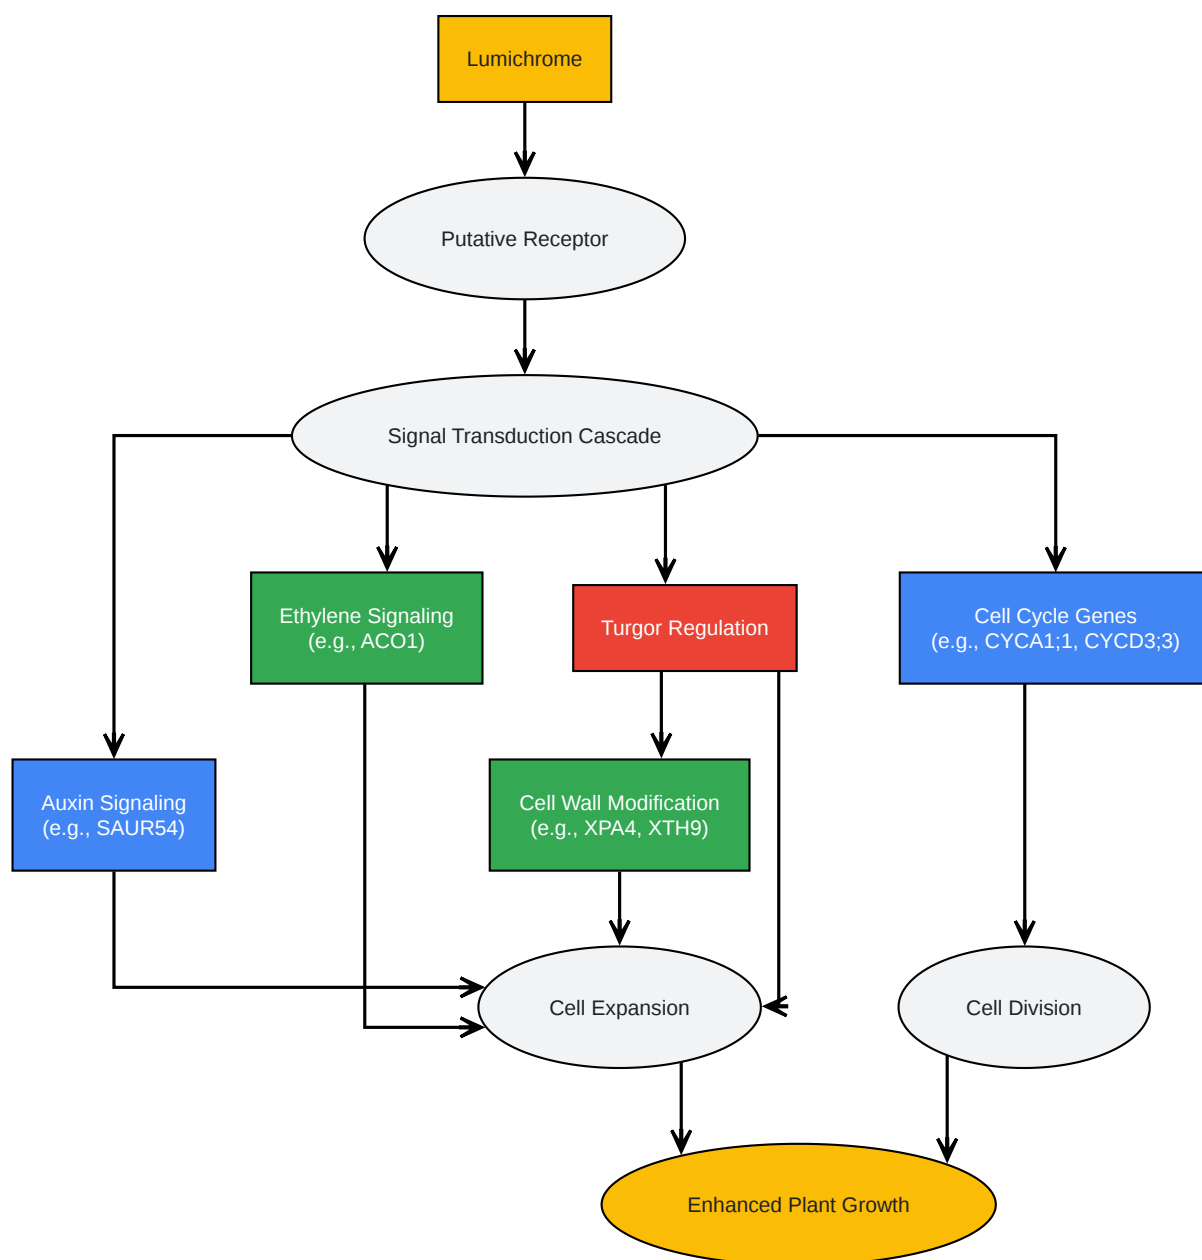 Lumichrome
Putative Receptor
Signal Transduction Cascade
Ethylene Signaling
(e.g., ACO1)
Turgor Regulation
Cell Cycle Genes
(e.g., CYCA1;1, CYCD3;3)
Auxin Signaling
(e.g., SAUR54)
Cell Wall Modification
(e.g., XPA4, XTH9)
Cell Expansion
Cell Division
Enhanced Plant Growth